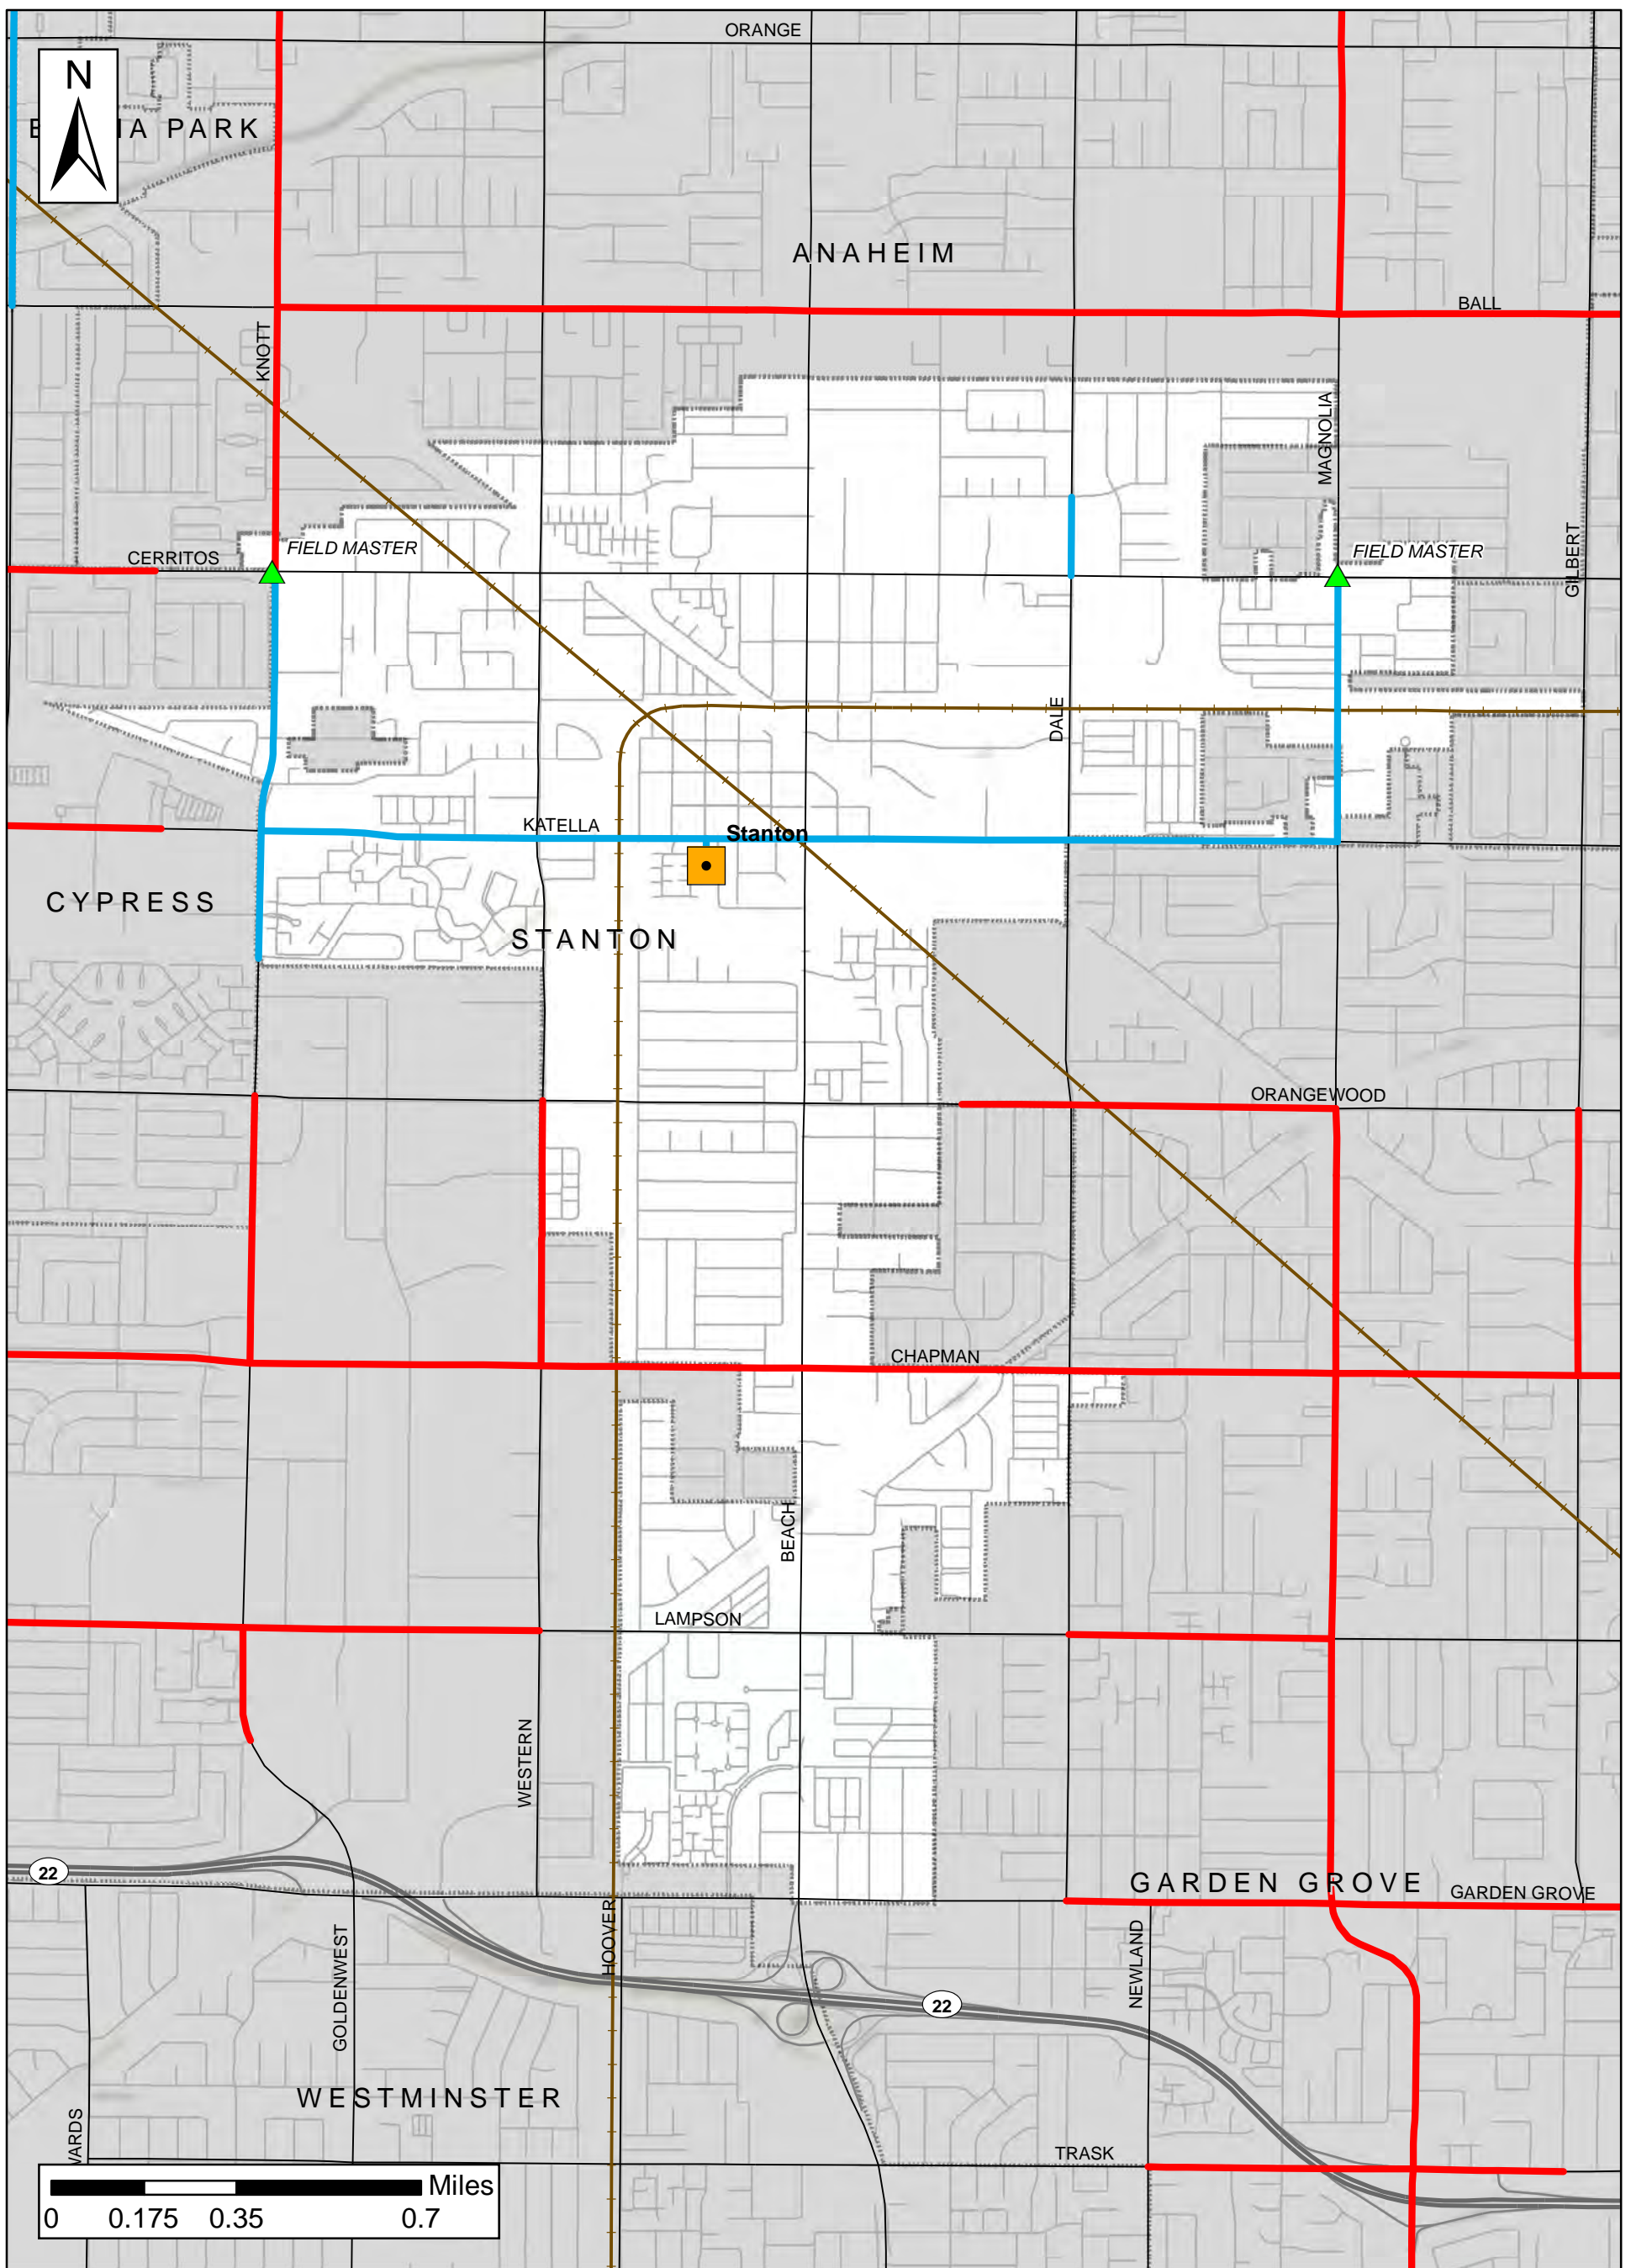 ORANGE
N
IA PARK
ANAHEIM
BALL
KNOTT
MAGNOLIA
CERRITOS
FIELD MASTER
FIELD MASTER
GILBERT
DALE
KATELLA
Stanton
CYPRESS
STANTON
ORANGEWOOD
CHAPMAN
BEACH
LAMPSON
WESTERN
22
GARDEN GROVE
GARDEN GROVE
HOOVER
GOLDENWEST
NEWLAND
22
WESTMINSTER
WARDS
TRASK
Miles
0 0.175 0.35 0.7